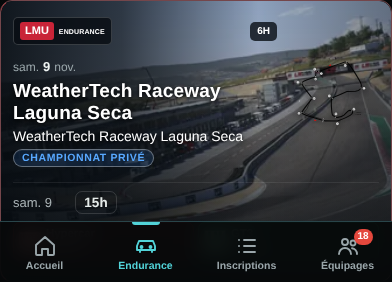 LMU ENDURANCE
6H
sam. 9 nov.
WeatherTech Raceway
Laguna Seca
WeatherTech Raceway Laguna Seca
CHAMPIONNAT PRIVÉ
sam. 9 15h
18
Accueil Endurance Inscriptions Équipages